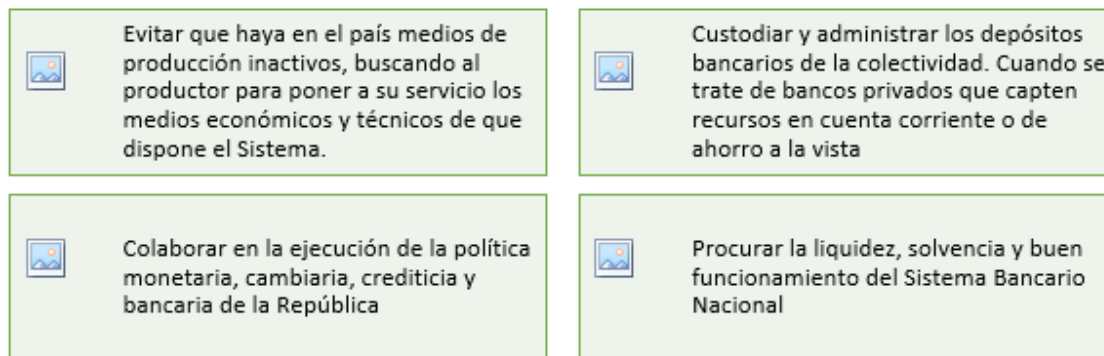 Evitar que haya en el país medios de
producción inactivos, buscando al
productor para poner a su servicio los
medios económicos y técnicos de que
dispone el Sistema.
Custodiar y administrar los depósitos
bancarios de la colectividad. Cuando se
trate de bancos privados que capten
recursos en cuenta corriente o de
ahorro a la vista
Colaborar en la ejecución de la política
monetaria, cambiaria, crediticia y
bancaria de la República
Procurar la liquidez, solvencia y buen
funcionamiento del Sistema Bancario
Nacional